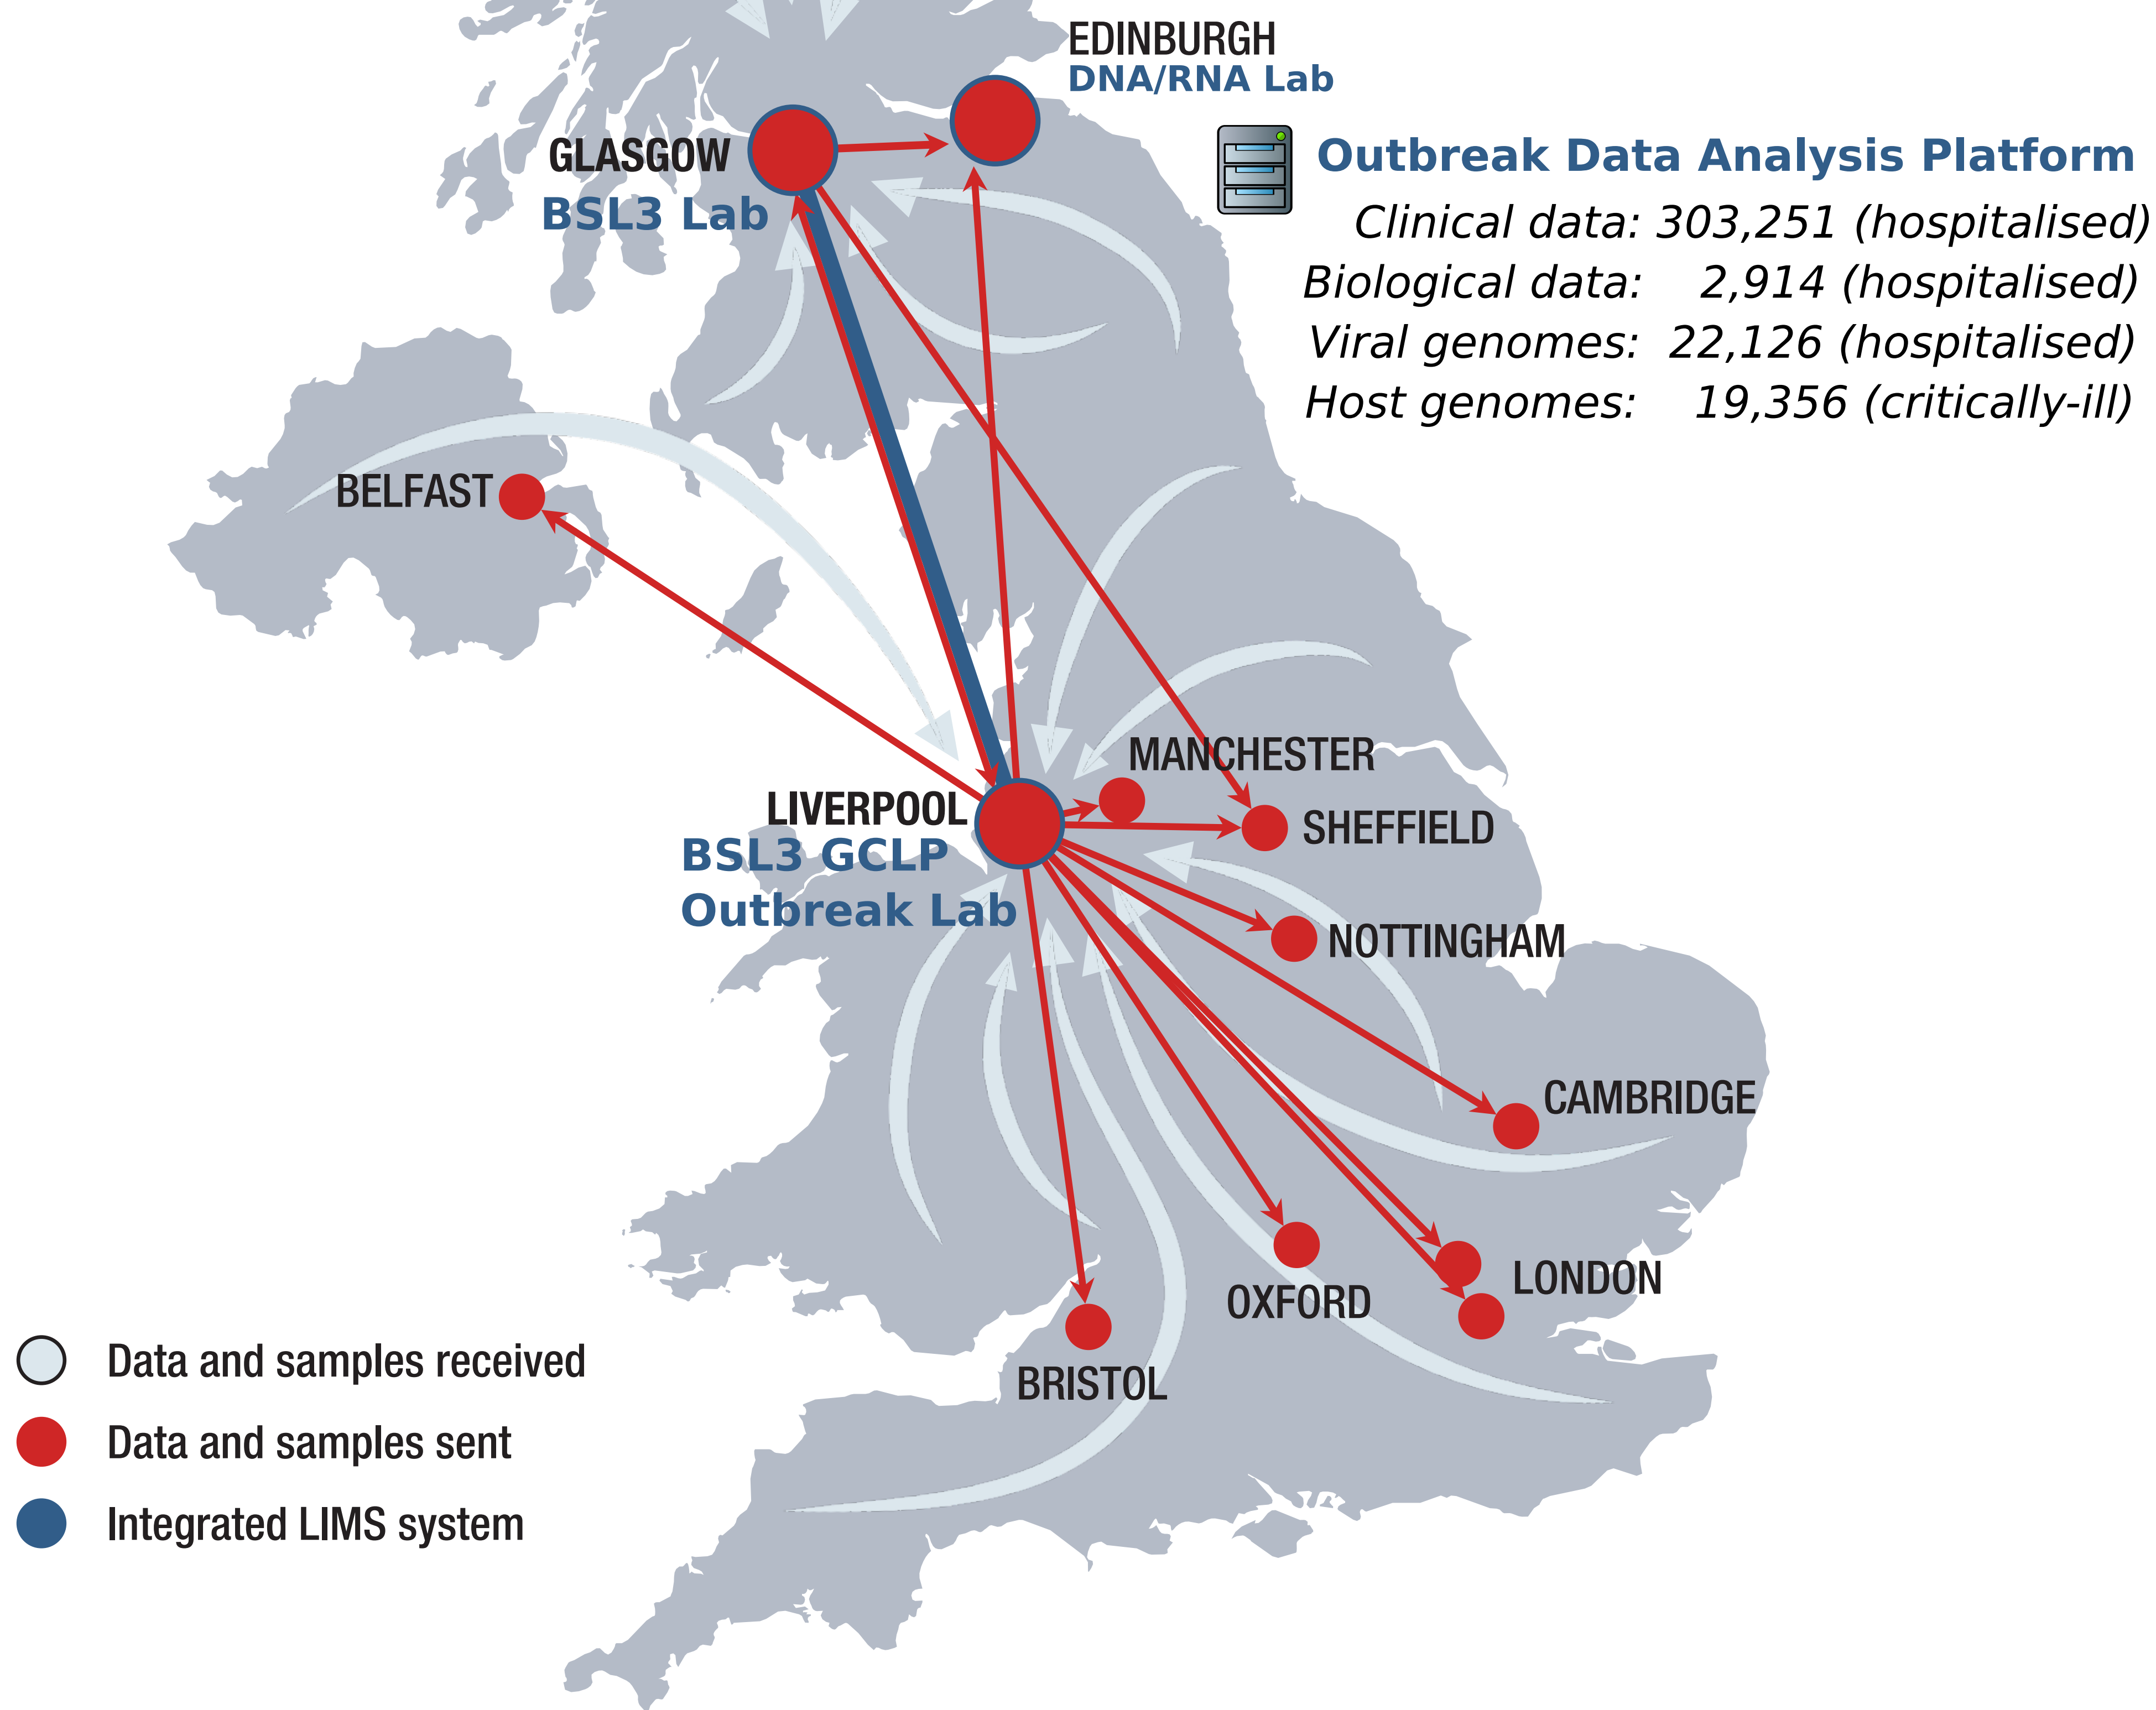 EDINBURGH
DNA/RNA Lab
GLASGOW
BSL3 Lab
Outbreak Data Analysis Platform
Clinical data: 303,251 (hospitalised)
Biological data: 2,914 (hospitalised)
Viral genomes: 22,126 (hospitalised)
Host genomes: 19,356 (critically-ill)
BELFAST
MANCHESTER
LIVERPOOL
BSL3 GCLP
Outbreak Lab
SHEFFIELD
NOTTINGHAM
CAMBRIDGE
LONDON
OXFORD
BRISTOL
Data and samples received
Data and samples sent
Integrated LIMS system